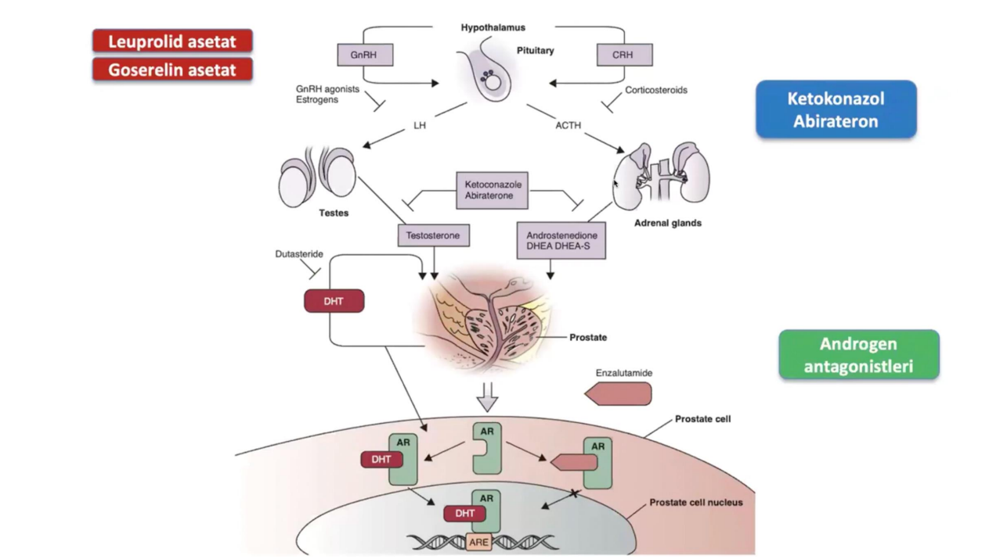 Leuprolid asetat
Goserelin asetat
Hypothalamus
GnRH
Pituitary
CRH
GnRH agonists
Estrogens
Corticosteroids
Ketokonazol
Abirateron
LH
ACTH
Ketoconazole
Abiraterone
Testes
Adrenal glands
Testosterone
Androstenedione
DHEA DHEA-S
Dutasteride
DHT
Prostate
Androgen
antagonistleri
Enzalutamide
Prostate cell
AR
AR
AR
DHT
AR
DHT
Prostate cell nucleus
ARE